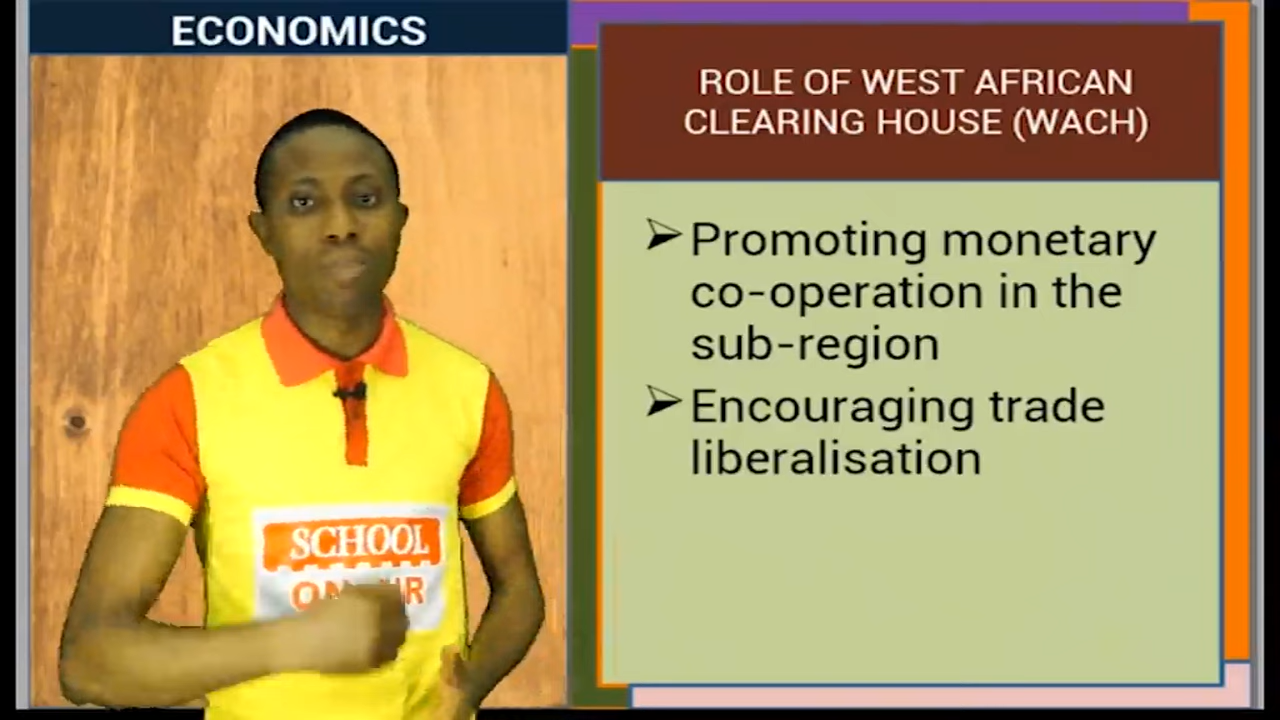 ECONOMICS
ROLE OF WEST AFRICAN
CLEARING HOUSE (WACH)
➢Promoting monetary
co-operation in the
sub-region
➢Encouraging trade
liberalisation
SCHOOL